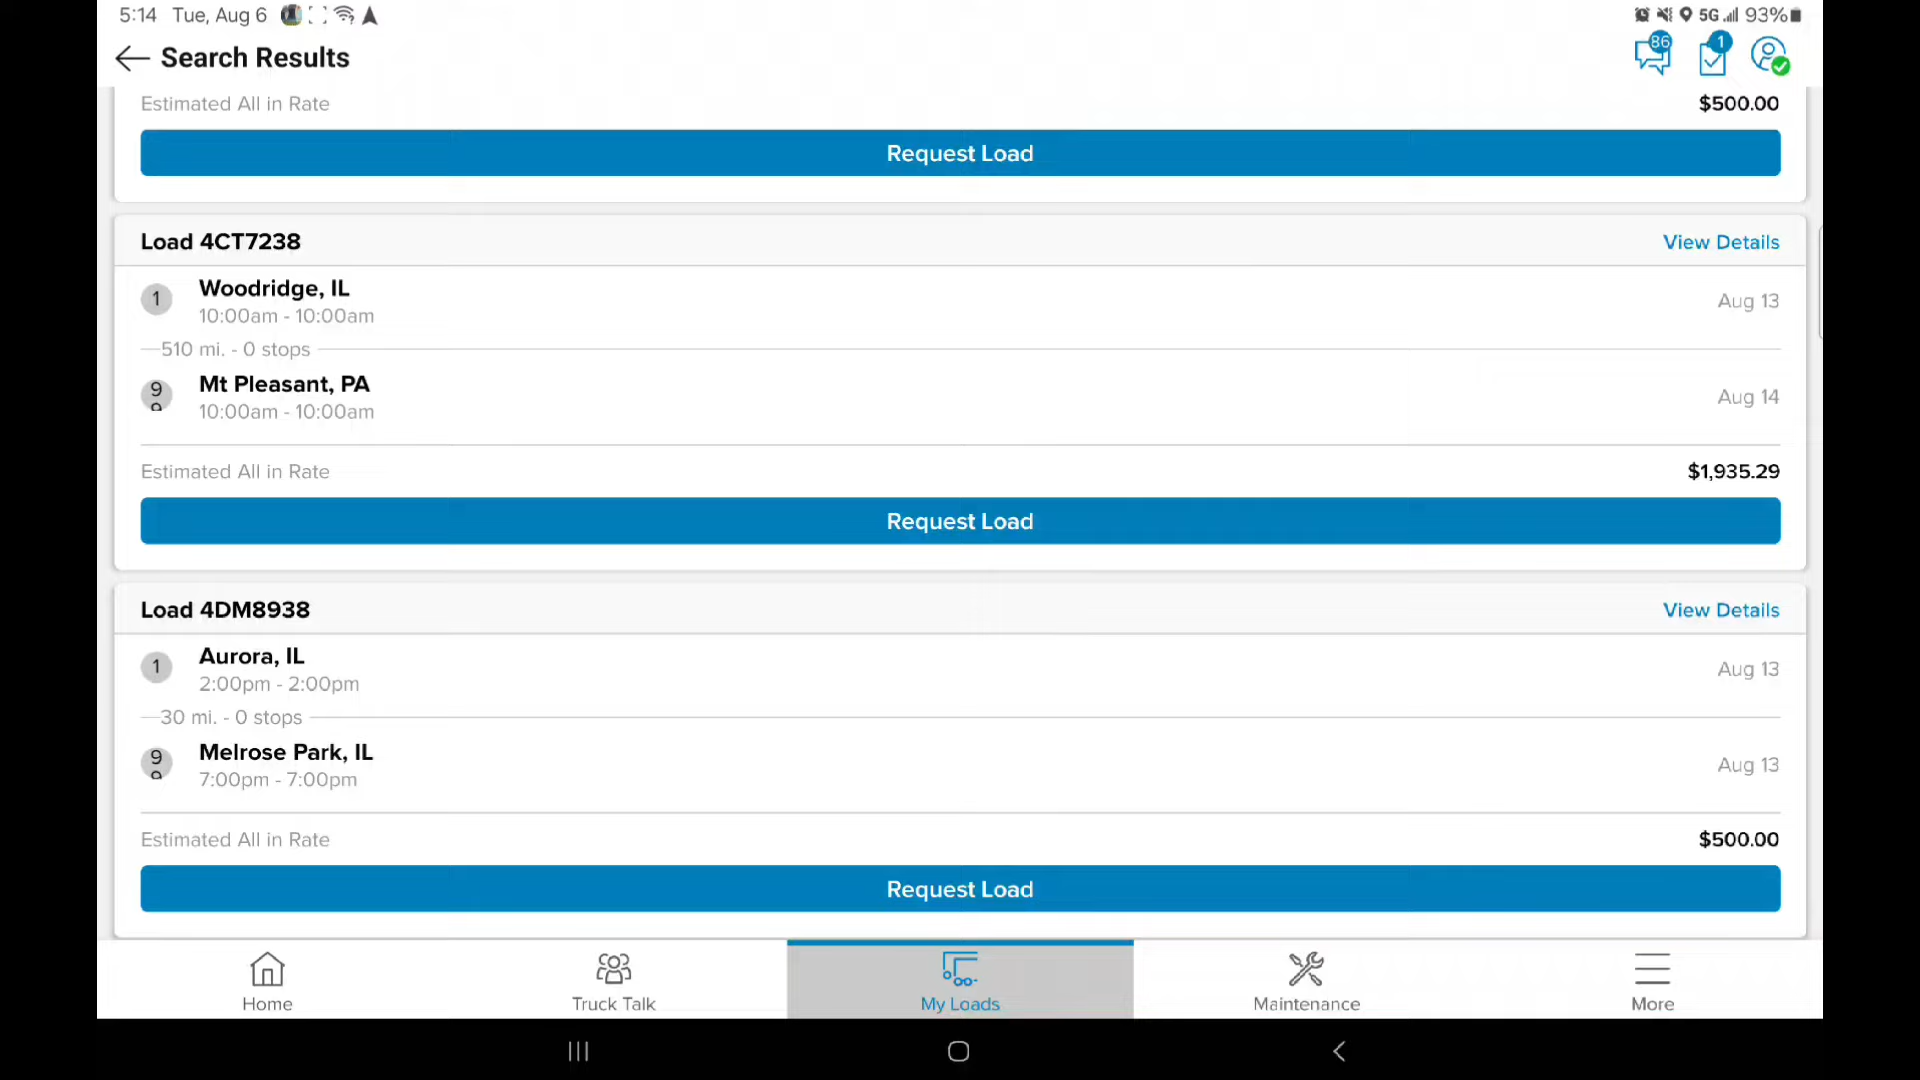 5:14 Tue, Aug 6
5G 93%
Search Results
86
1
Estimated All in Rate
$500.00
Request Load
Load 4CT7238
View Details
1
Woodridge, IL
10:00am - 10:00am
Aug 13
510 mi. - 0 stops
9
9
Mt Pleasant, PA
10:00am - 10:00am
Aug 14
Estimated All in Rate
$1,935.29
Request Load
Load 4DM8938
View Details
1
Aurora, IL
2:00pm - 2:00pm
Aug 13
30 mi. - 0 stops
9
9
Melrose Park, IL
7:00pm - 7:00pm
Aug 13
Estimated All in Rate
$500.00
Request Load
Home
Truck Talk
My Loads
Maintenance
More